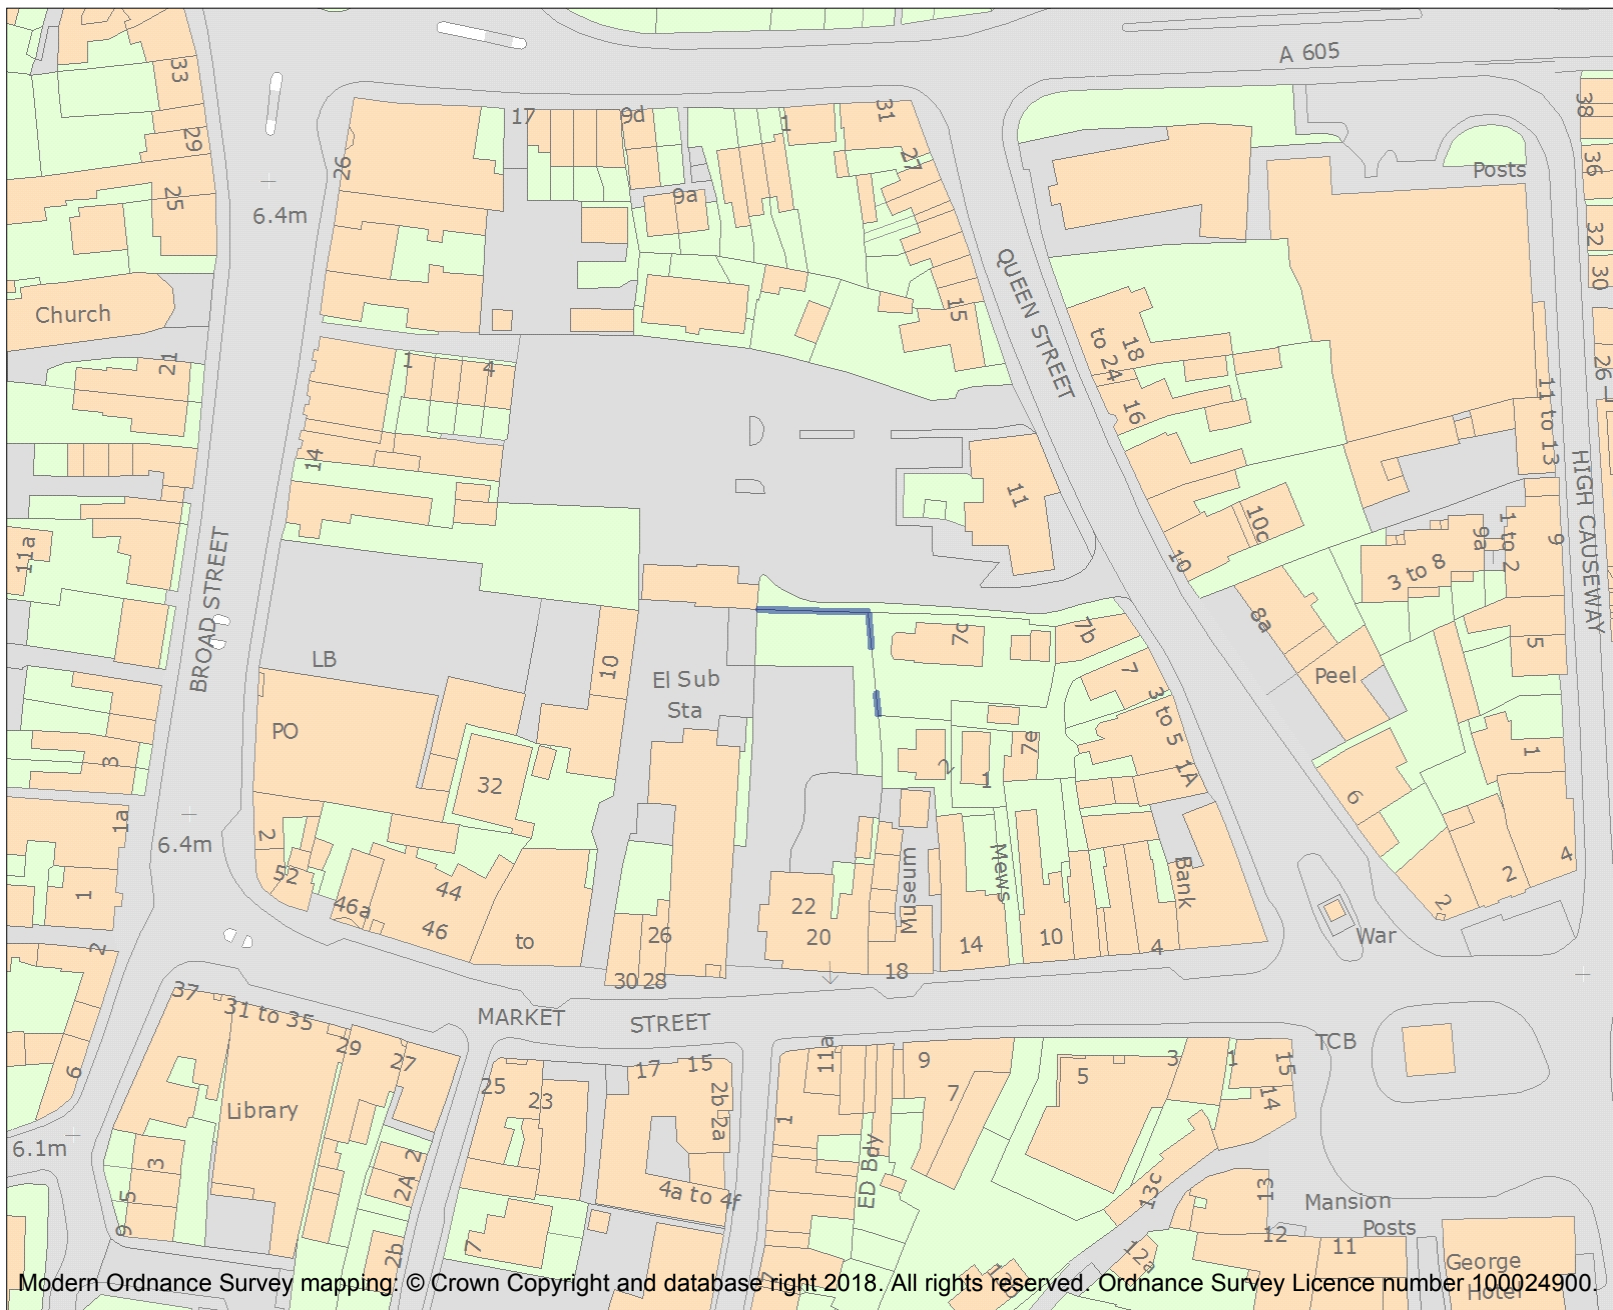 A 605
33
38
17
9d
1
31
29
26
27
36
Posts
25
9a
6.4m
32
QUEEN STREET
30
Church
15
18
to 24
21
1
4
26
16
11 to 13
14
HIGH CAUSEWAY
11
10c
1 to 2
9a
9
11a
10
3 to 8
BROAD STREET
8a
7c
7b
5
LB
10
El Sub
Sta
7
3 to 5
Peel
PO
7e
3
2
1
1A
1
32
6
1a
2
6.4m
52
44
Museum
Mews
Bank
4
2
1
46a
22
2
46
to
26
20
14
10
4
War
2
30 28
18
37
31 to 35
MARKET
STREET
29
27
17
15
11a
9
3
1
15
TCB
6
25
23
2b
2a
7
5
14
Library
1
6.1m
3
2
2A
ED Bdy
5
4a to 4f
13c
13
Mansion
Posts
9
7
2b
12a
12
11
George
Hotel
Modern Ordnance Survey mapping: © Crown Copyright and database right 2018. All rights reserved. Ordnance Survey Licence number 100024900.